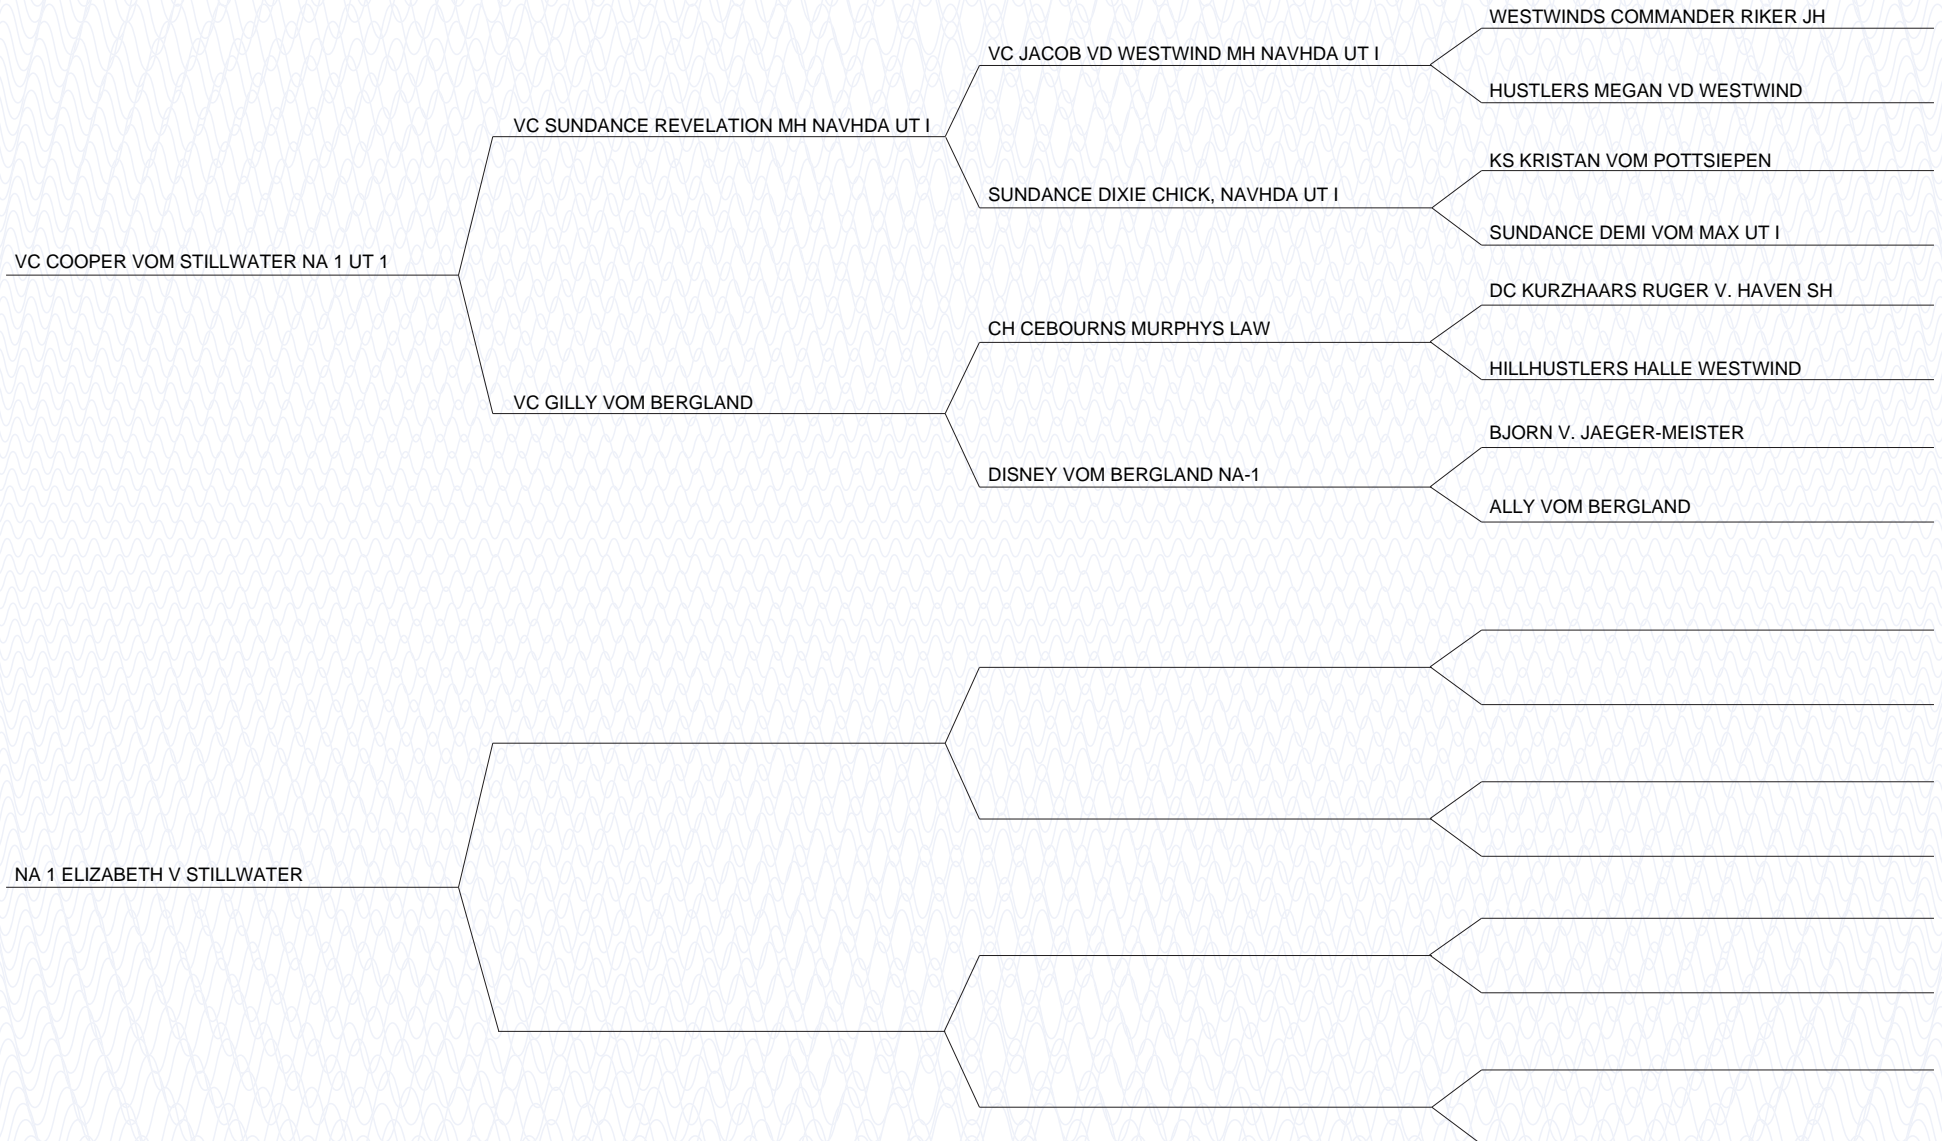 WESTWINDS COMMANDER RIKER JH
VC JACOB VD WESTWIND MH NAVHDA UT I
HUSTLERS MEGAN VD WESTWIND
VC SUNDANCE REVELATION MH NAVHDA UT I
KS KRISTAN VOM POTTSIEPEN
SUNDANCE DIXIE CHICK, NAVHDA UT I
SUNDANCE DEMI VOM MAX UT I
VC COOPER VOM STILLWATER NA 1 UT 1
DC KURZHAARS RUGER V. HAVEN SH
CH CEBOURNS MURPHYS LAW
HILLHUSTLERS HALLE WESTWIND
VC GILLY VOM BERGLAND
BJORN V. JAEGER-MEISTER
DISNEY VOM BERGLAND NA-1
ALLY VOM BERGLAND
NA 1 ELIZABETH V STILLWATER